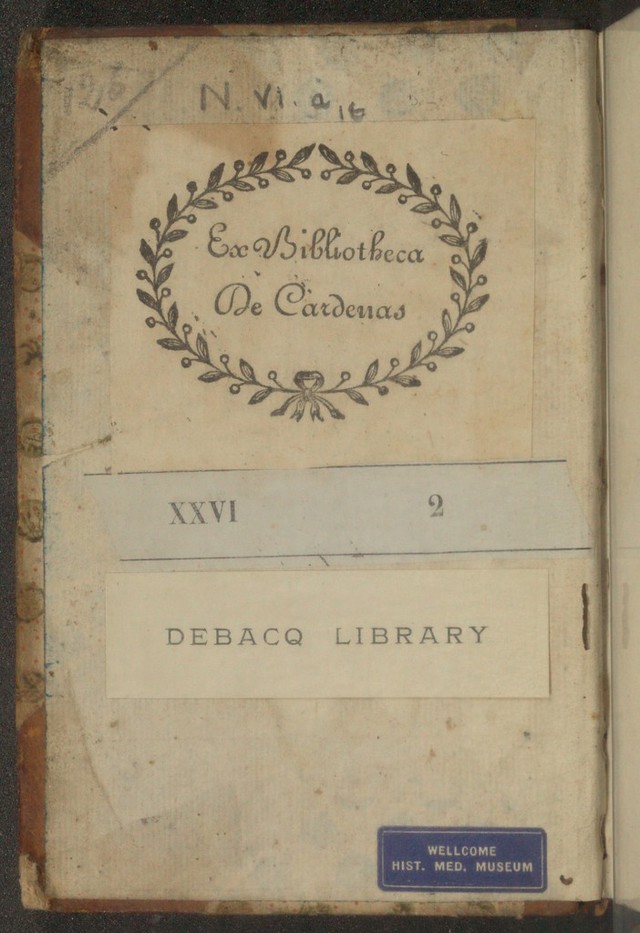 N. VI. a. 16
Ex Bibliotheca
De Cardenas
XXVI 2
DEBACQ LIBRARY
WELLCOME
HIST. MED. MUSEUM